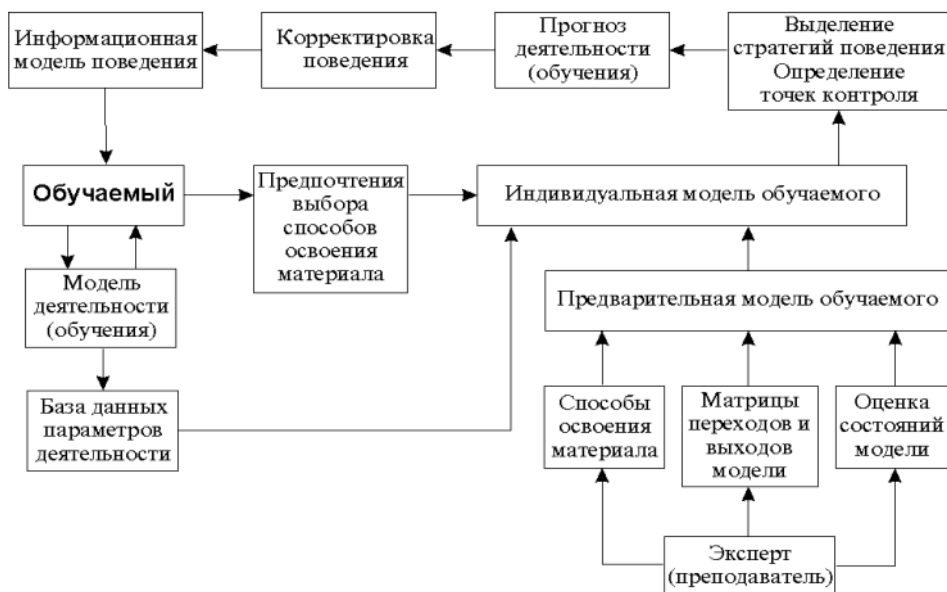 Информационная
модель поведения
Корректировка
поведения
Прогноз
деятельности
(обучения)
Выделение
стратегий поведения
Определение
точек контроля
Обучаемый
Предпочтения
выбора
способов
освоения
материала
Индивидуальная модель обучаемого
Модель
деятельности
(обучения)
Предварительная модель обучаемого
База данных
параметров
деятельности
Способы
освоения
материала
Матрицы
переходов и
выходов
модели
Оценка
состояний
модели
Эксперт
(преподаватель)